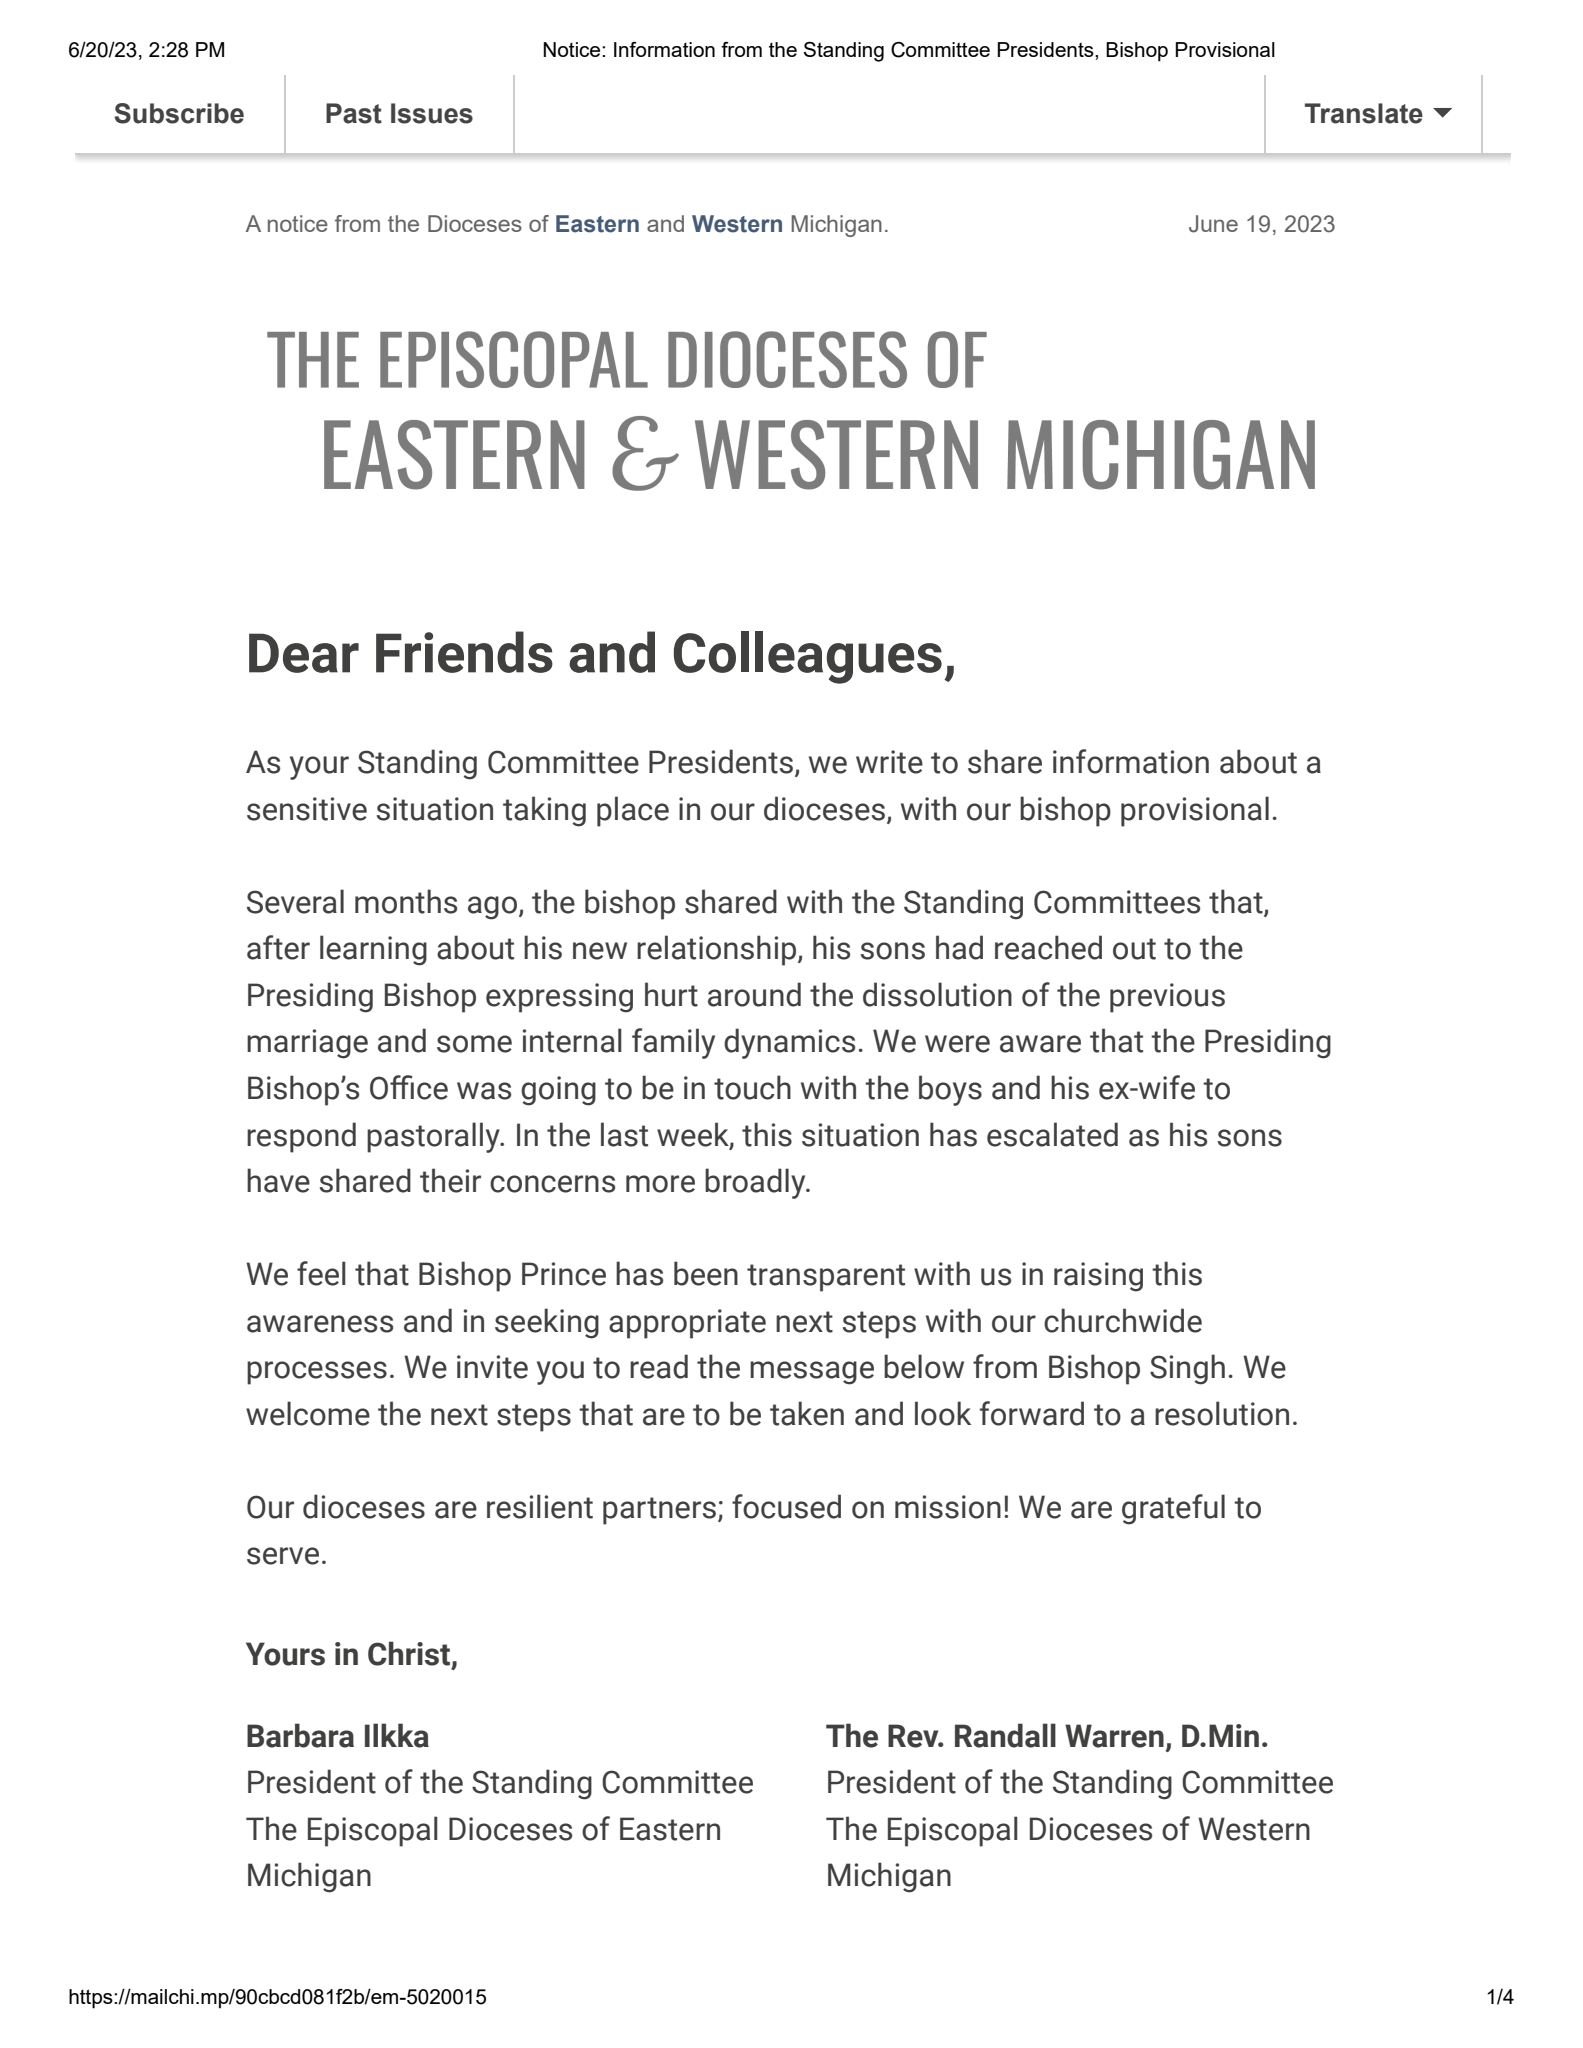 6/20/23, 2:28 PM Notice: Information from the Standing Committee Presidents, Bishop Provisional
Subscribe Past Issues Translate
A notice from the Dioceses of Eastern and Western Michigan. June 19, 2023
THE EPISCOPAL DIOCESES OF
EASTERN & WESTERN MICHIGAN
Dear Friends and Colleagues,
As your Standing Committee Presidents, we write to share information about a
sensitive situation taking place in our dioceses, with our bishop provisional.
Several months ago, the bishop shared with the Standing Committees that,
after learning about his new relationship, his sons had reached out to the
Presiding Bishop expressing hurt around the dissolution of the previous
marriage and some internal family dynamics. We were aware that the Presiding
Bishop’s Office was going to be in touch with the boys and his ex-wife to
respond pastorally. In the last week, this situation has escalated as his sons
have shared their concerns more broadly.
We feel that Bishop Prince has been transparent with us in raising this
awareness and in seeking appropriate next steps with our churchwide
processes. We invite you to read the message below from Bishop Singh. We
welcome the next steps that are to be taken and look forward to a resolution.
Our dioceses are resilient partners; focused on mission! We are grateful to
serve.
Yours in Christ,
Barbara Ilkka
President of the Standing Committee
The Episcopal Dioceses of Eastern
Michigan
The Rev. Randall Warren, D.Min.
President of the Standing Committee
The Episcopal Dioceses of Western
Michigan
https://mailchi.mp/90cbcd081f2b/em-5020015 1/4